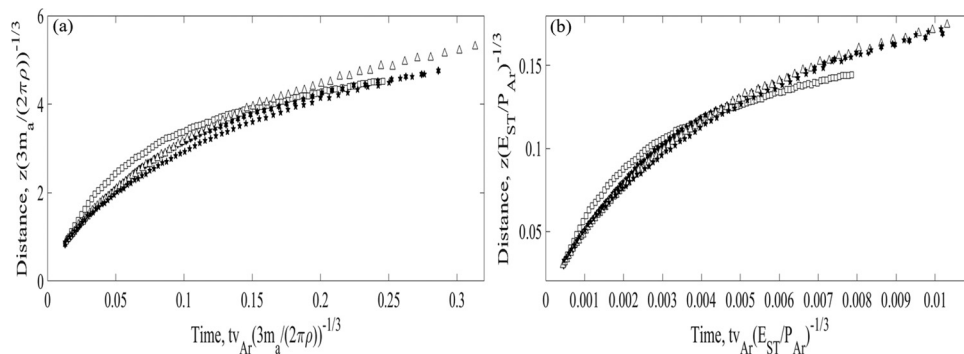 (a)
6
4
2
0
0 0.05 0.1 0.15 0.2 0.25 0.3
Distance, z(3m_a/(2πρ))^-1/3
Time, tv_Ar(3m_a/(2πρ))^-1/3
(b)
0.15
0.1
0.05
0 0.001 0.002 0.003 0.004 0.005 0.006 0.007 0.008 0.009 0.01
Distance, z(E_ST/P_Ar)^-1/3
Time, tv_Ar(E_ST/P_Ar)^-1/3